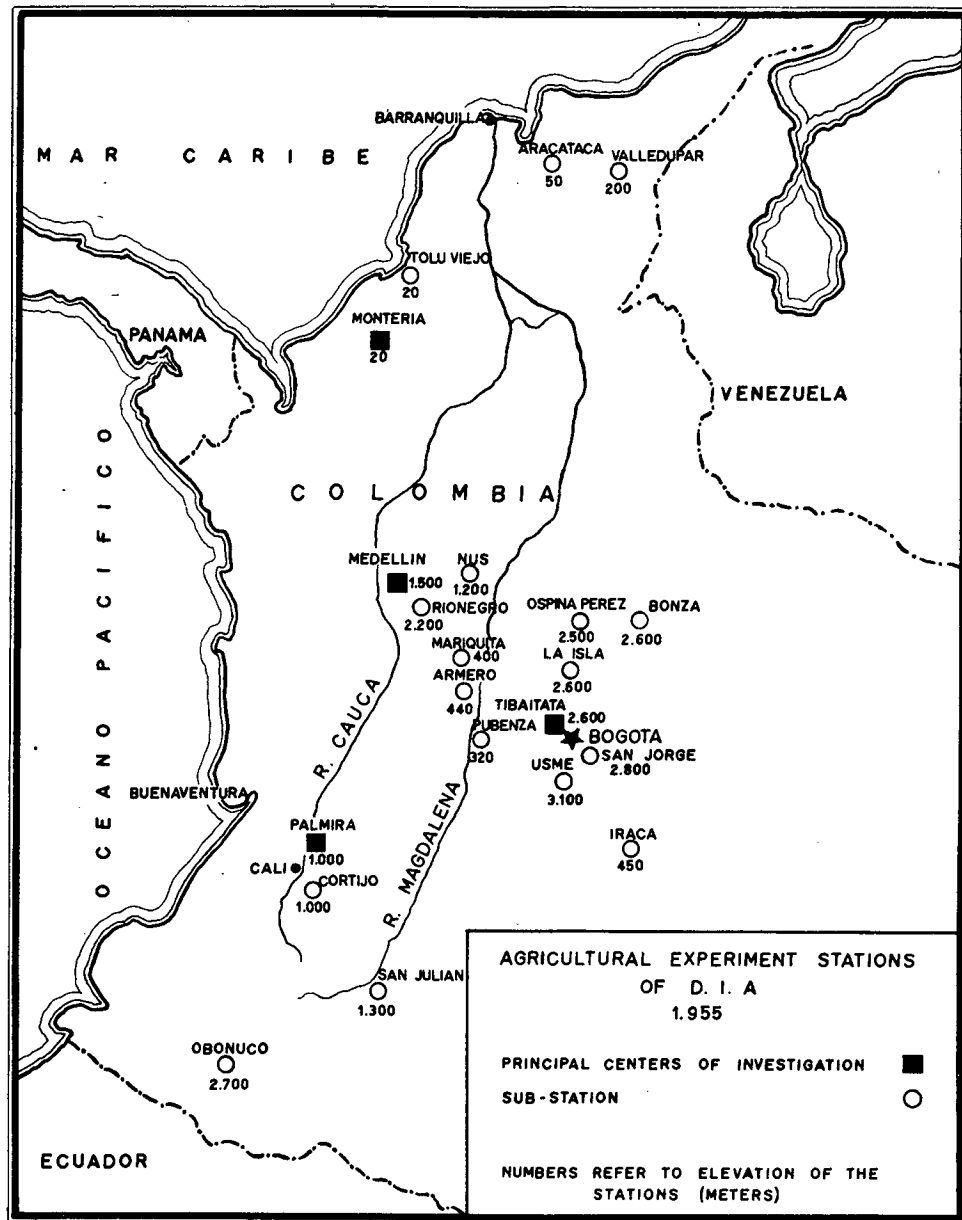 BARRANQUILLA
MAR CARIBE
ARACATACA
50
VALLEDUPAR
200
TOLU VIEJO
20
MONTERIA
20
PANAMA
VENEZUELA
OCEANO PACIFICO
COLOMBIA
MEDELLIN
1.500
NUS
1.200
RIONEGRO
2.200
OSPINA PEREZ
2.500
BONZA
2.600
MARIQUITA
400
LA ISLA
2.600
ARMERO
440
TIBAITATA
2.600
PUBENZA
320
BOGOTA
SAN JORGE
2.800
USME
3.100
R. CAUCA
R. MAGDALENA
BUENAVENTURA
PALMIRA
1.000
CALI
CORTIJO
1.000
IRACA
450
SAN JULIAN
1.300
OBONUCO
2.700
ECUADOR
AGRICULTURAL EXPERIMENT STATIONS
OF D. I. A
1.955
PRINCIPAL CENTERS OF INVESTIGATION
SUB-STATION
NUMBERS REFER TO ELEVATION OF THE
STATIONS (METERS)